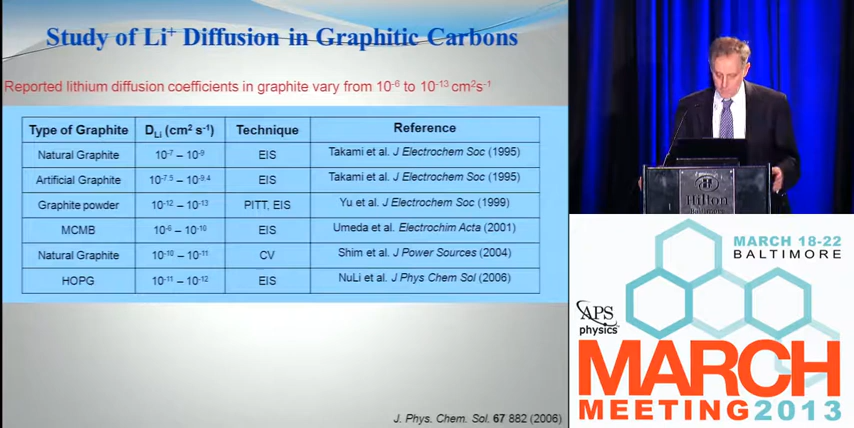 Study of Li⁺ Diffusion in Graphitic Carbons
Reported lithium diffusion coefficients in graphite vary from 10⁻⁶ to 10⁻¹³ cm²s⁻¹
Type of Graphite D_Li (cm² s⁻¹) Technique Reference
Natural Graphite 10⁻⁷ – 10⁻⁹ EIS Takami et al. J Electrochem Soc (1995)
Artificial Graphite 10⁻⁷·⁵ – 10⁻⁹·⁴ EIS Takami et al. J Electrochem Soc (1995)
Graphite powder 10⁻¹² – 10⁻¹³ PITT, EIS Yu et al. J Electrochem Soc (1999)
MCMB 10⁻⁶ – 10⁻¹⁰ EIS Umeda et al. Electrochim Acta (2001)
Natural Graphite 10⁻¹⁰ – 10⁻¹¹ CV Shim et al. J Power Sources (2004)
HOPG 10⁻¹¹ – 10⁻¹² EIS NuLi et al. J Phys Chem Sol (2006)
J. Phys. Chem. Sol. 67 882 (2006)
Hilton
Baltimore
MARCH 18-22
BALTIMORE
APS
physics
MARCH
MEETING2013